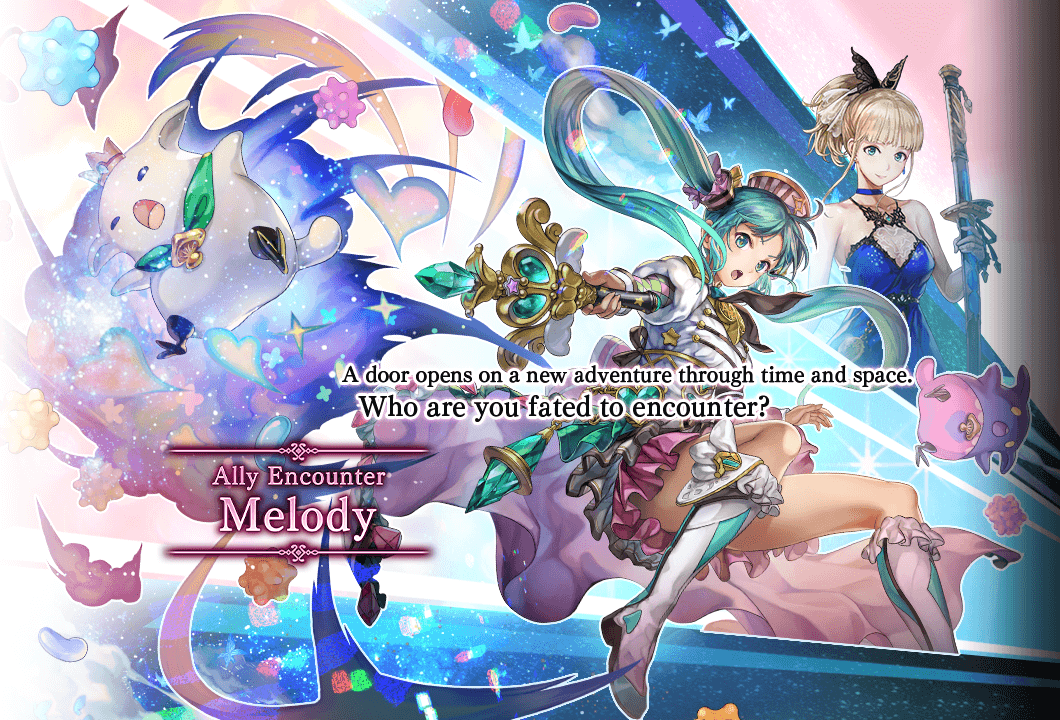 A door opens on a new adventure through time and space.
Who are you fated to encounter?
Ally Encounter
Melody